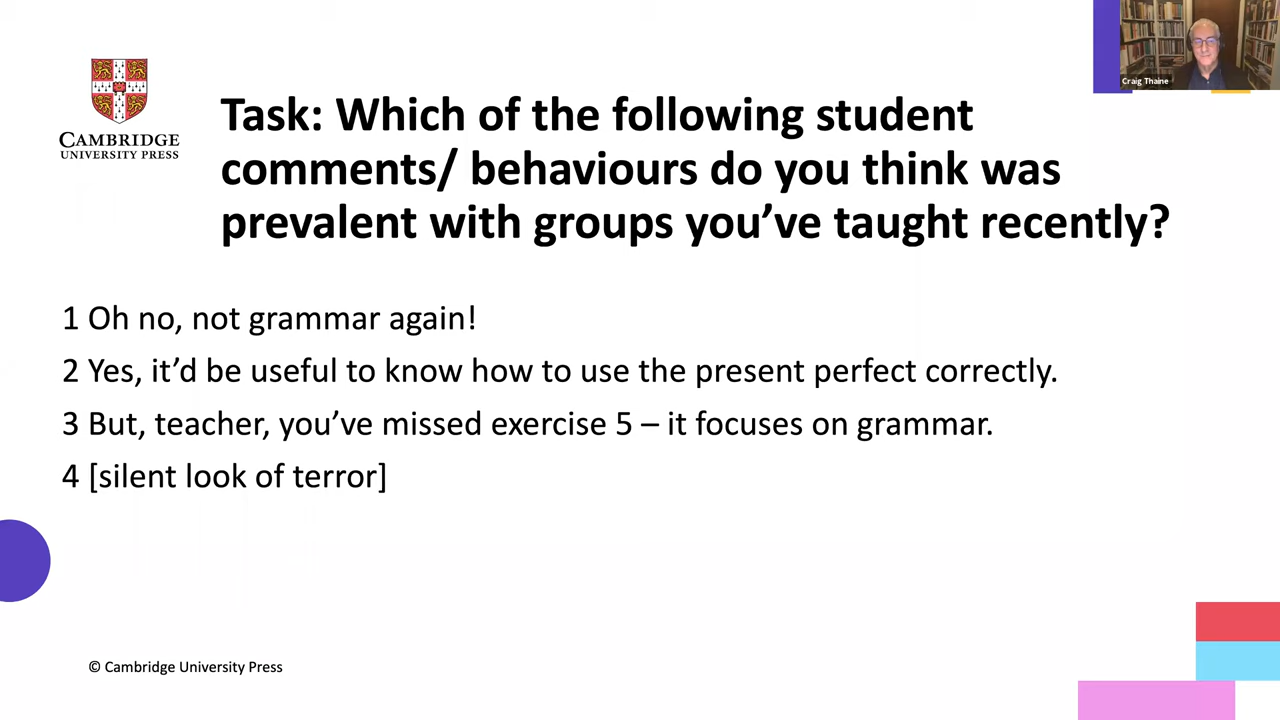 Craig Thaine
CAMBRIDGE
UNIVERSITY PRESS
Task: Which of the following student
comments/ behaviours do you think was
prevalent with groups you’ve taught recently?
1 Oh no, not grammar again!
2 Yes, it’d be useful to know how to use the present perfect correctly.
3 But, teacher, you’ve missed exercise 5 – it focuses on grammar.
4 [silent look of terror]
© Cambridge University Press